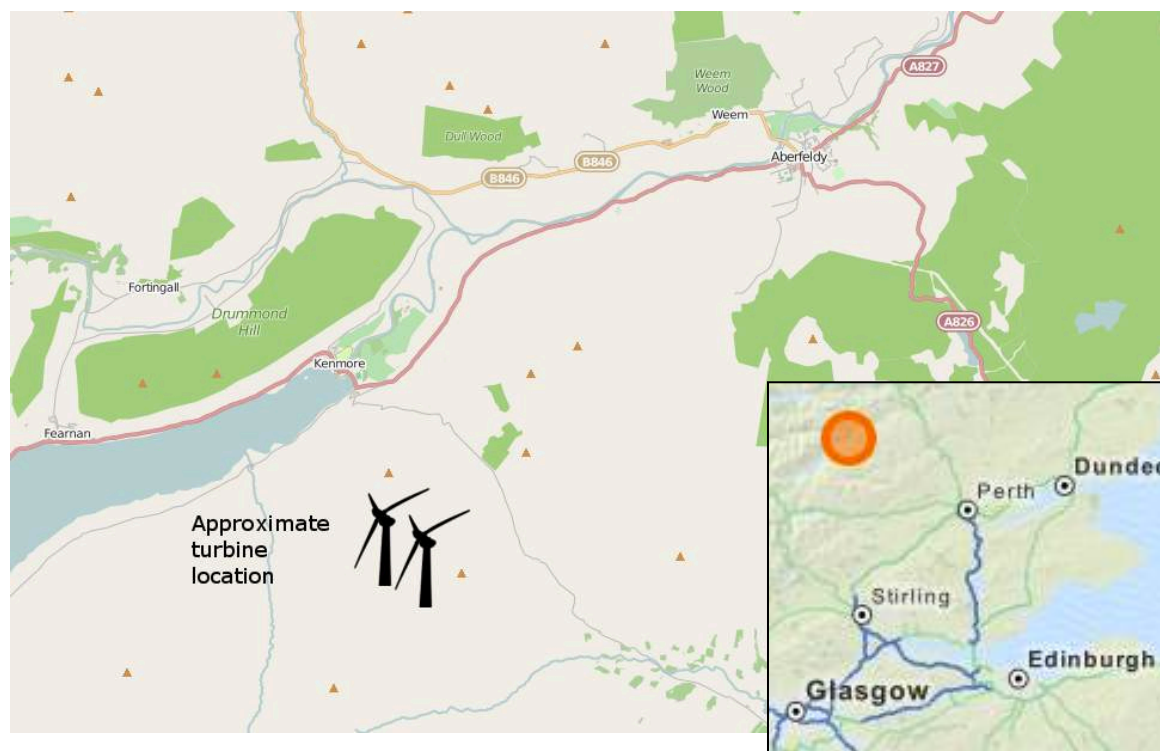 A827
Weem
Wood
Weem
Dull Wood
Aberfeldy
B846
B846
Fortingall
Drummond
Hill
A826
Kenmore
Fearnan
Approximate
turbine
location
Dundee
Perth
Stirling
Edinburgh
Glasgow